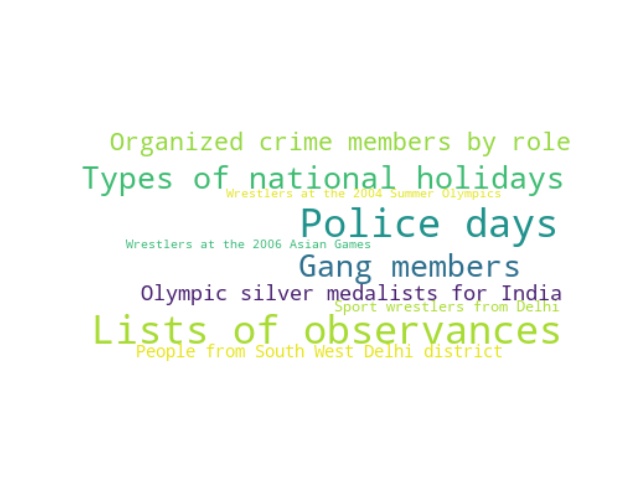 Organized crime members by role
Types of national holidays
Wrestlers at the 2004 Summer Olympics
Police days
Wrestlers at the 2006 Asian Games
Gang members
Olympic silver medalists for India
Sport wrestlers from Delhi
Lists of observances
People from South West Delhi district